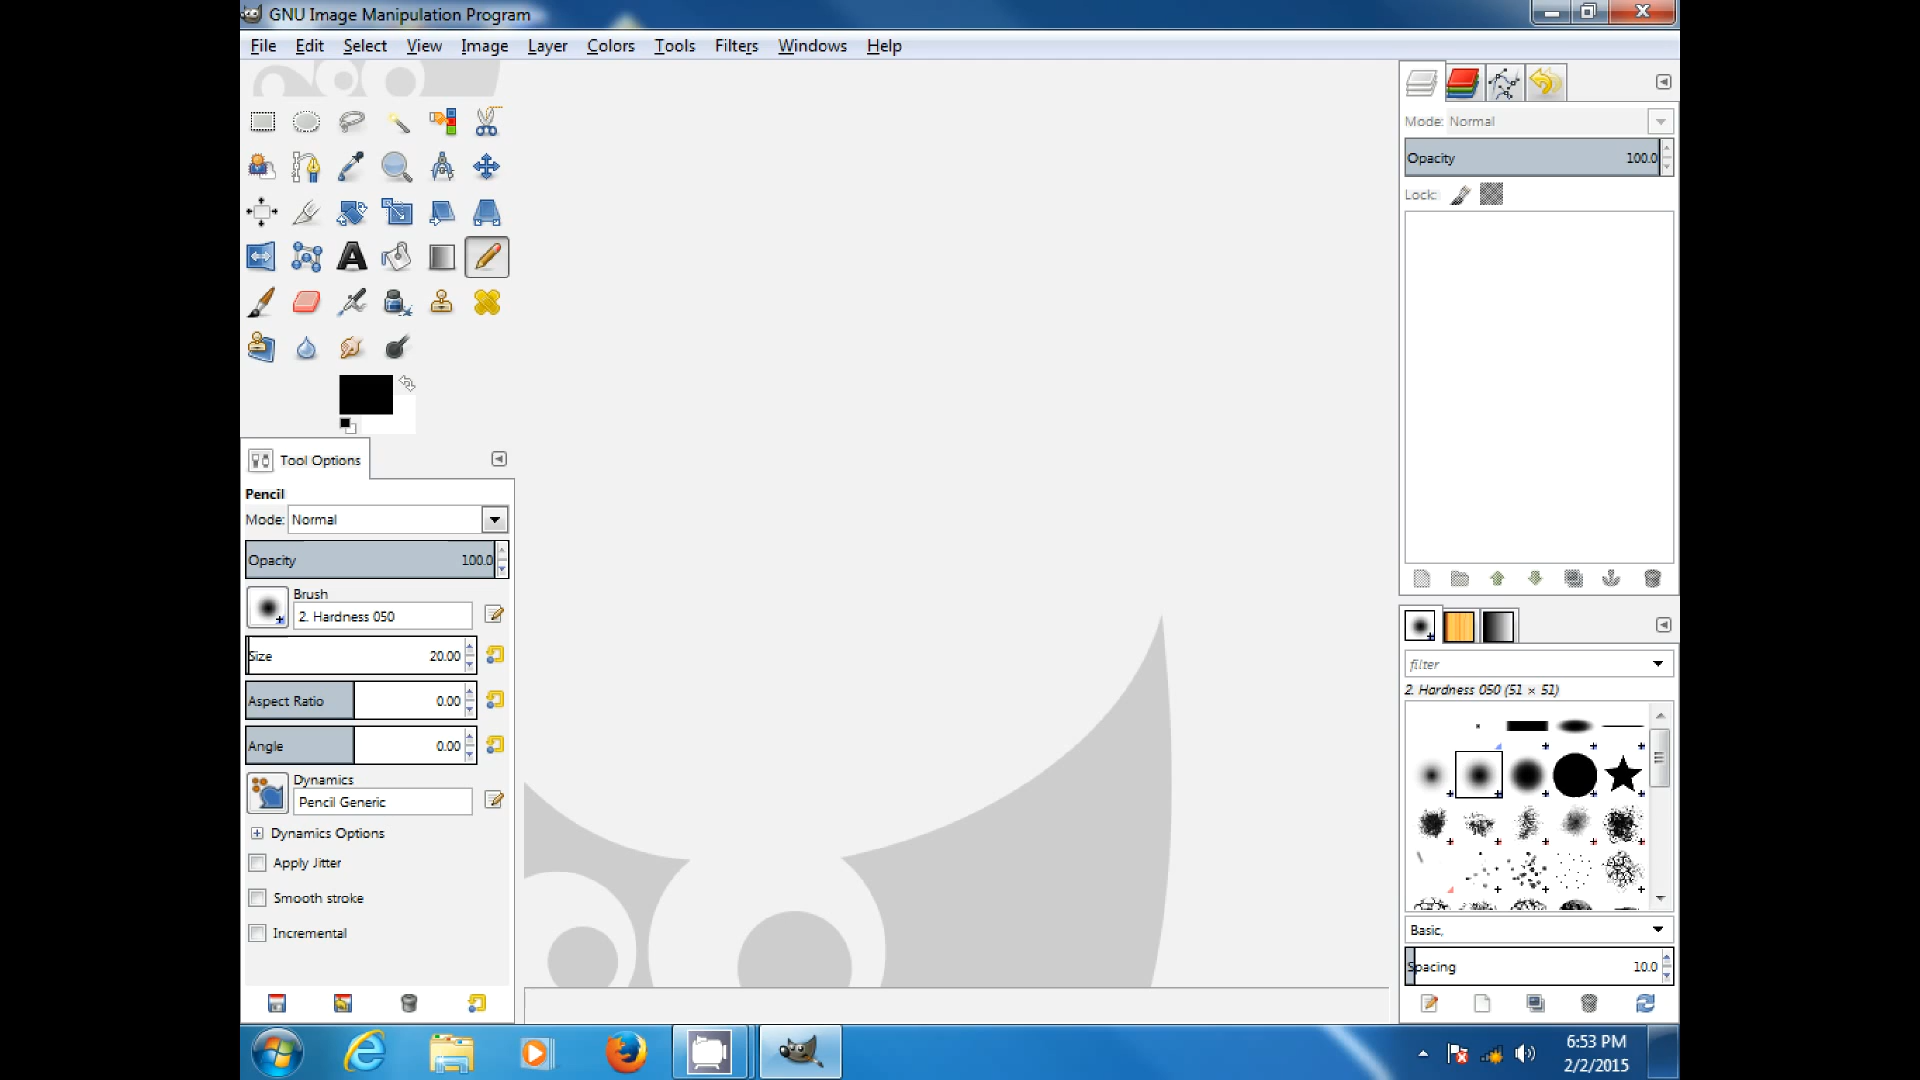 GNU Image Manipulation Program
File Edit Select View Image Layer Colors Tools Filters Windows Help
Tool Options
Pencil
Mode: Normal
Opacity 100.0
Brush
2. Hardness 050
Size 20.00
Aspect Ratio 0.00
Angle 0.00
Dynamics
Pencil Generic
Dynamics Options
Apply Jitter
Smooth stroke
Incremental
Mode: Normal
Opacity 100.0
Lock:
filter
2. Hardness 050 (51 × 51)
Basic,
Spacing 10.0
6:53 PM
2/2/2015